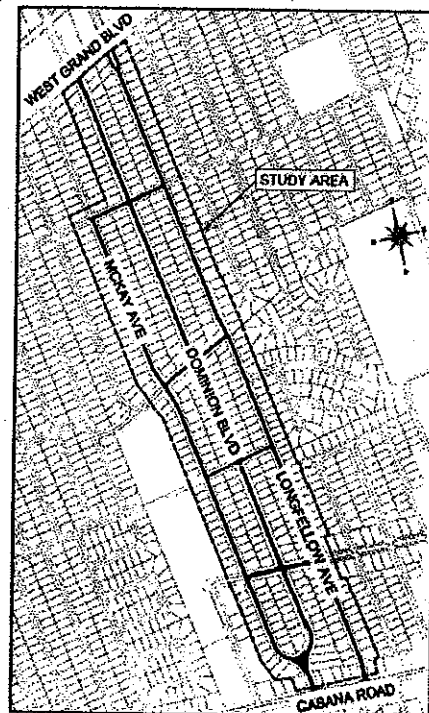 WEST GRAND BLVD
STUDY AREA
MCKAY AVE
DOMINION BLVD
LONGFELLOW AVE
CABANA ROAD